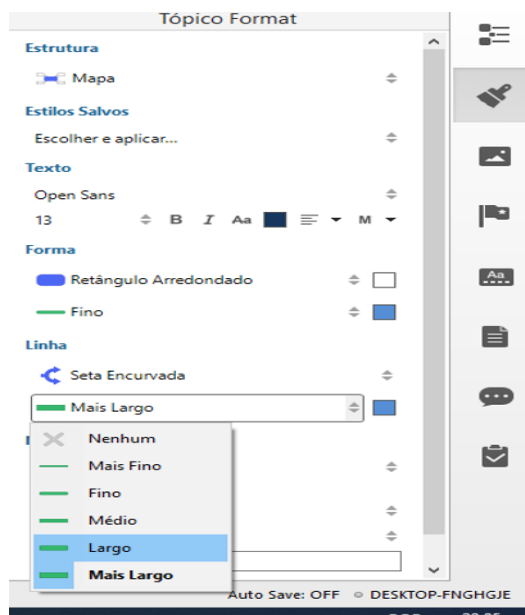 Tópico Format
Estrutura
Mapa
Estilos Salvos
Escolher e aplicar...
Texto
Open Sans
13 B I Aa M
Forma
Retângulo Arredondado
Fino
Aa
Linha
Seta Encurvada
Mais Largo
Nenhum
Mais Fino
Fino
Médio
Largo
Mais Largo
Auto Save: OFF DESKTOP-FNGHGJE